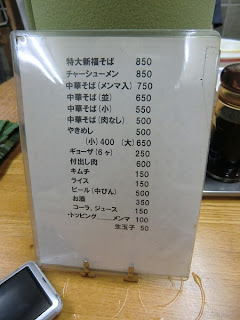 特大新福そば 850
チャーシューメン 850
中華そば(メンマ入) 750
中華そば(並) 650
中華そば(小) 550
中華そば(肉なし) 500
やきめし 500
(小) 400 (大) 650
ギョーザ(6ヶ) 250
付出し肉 600
キムチ 150
ライス 150
ビール(中びん) 500
お酒 350
コーラ、ジュース 150
トッピング......メンマ 100
生玉子 50